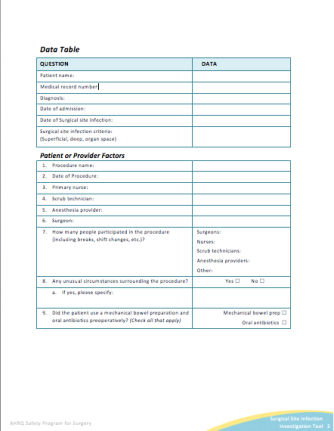 Data Table
QUESTION DATA
Patient name:
Medical record number
Diagnosis:
Date of admission:
Date of Surgical site infection:
Surgical site infection criteria:
(Superficial, deep, organ space)
Patient or Provider Factors
1. Procedure name:
2. Date of Procedure:
3. Primary nurse:
4. Scrub technician:
5. Anesthesia provider:
6. Surgeon:
7. How many people participated in the procedure
(including breaks, shift changes, etc.)?
Surgeons:
Nurses:
Scrub technicians:
Anesthesia providers:
Other:
8. Any unusual circumstances surrounding the procedure? Yes ☐ No ☐
a. If yes, please specify:
9. Did the patient use a mechanical bowel preparation and
oral antibiotics preoperatively? (Check all that apply)
Mechanical bowel prep ☐
Oral antibiotics ☐
AHRQ Safety Program for Surgery
Surgical Site Infection
Investigation Tool 2